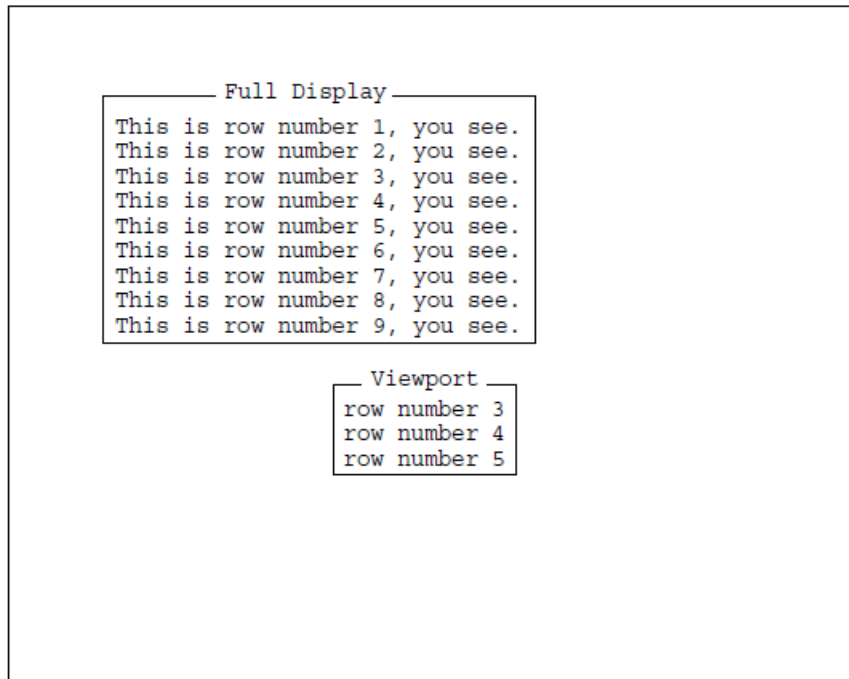 Full Display
This is row number 1, you see.
This is row number 2, you see.
This is row number 3, you see.
This is row number 4, you see.
This is row number 5, you see.
This is row number 6, you see.
This is row number 7, you see.
This is row number 8, you see.
This is row number 9, you see.
Viewport
row number 3
row number 4
row number 5